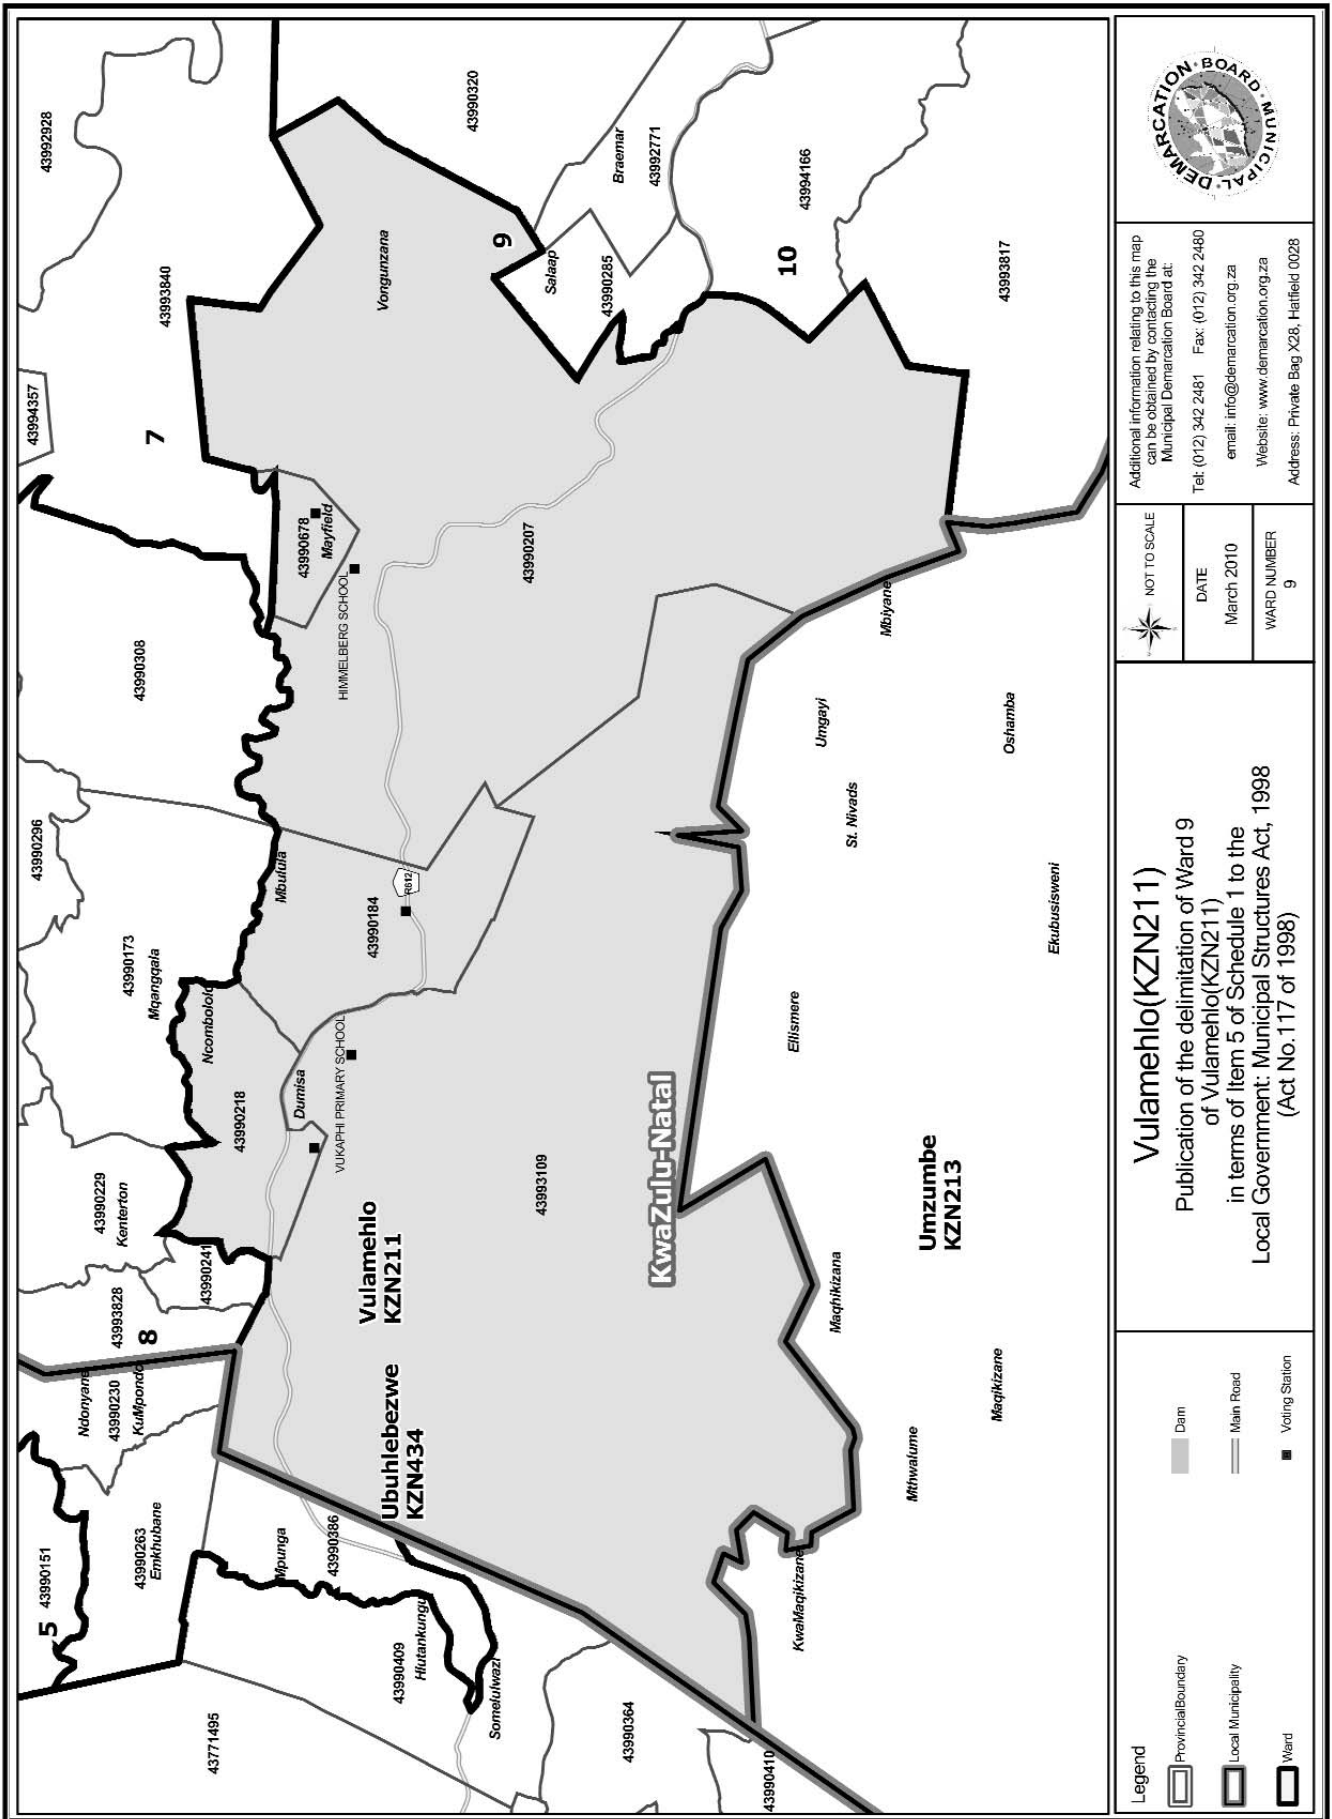 43992928
43994357
43993840
7
43990320
Braemar
43992771
43994166
10
43993817
Vongunzana
9
Salaap
43990285
43990308
43990678
Mayfield
HIMMELBERG SCHOOL
43990207
Mbiyane
Umgayi
Oshamba
St. Nivads
Ekubusisweni
43990296
43990173
Mqangqala
Mbulula
Ncombololo
43990184
R612
43990218
Dumisa
VUKAPHI PRIMARY SCHOOL
Ellismere
43990229
Kenterton
43990241
43993828
8
43993109
KwaZulu-Natal
Vulamehlo
KZN211
Umzumbe
KZN213
Maqhikizana
Maqikizane
Mthwalume
KwaMaqikizane
Ubuhlebezwe
KZN434
Ndonyane
43990230
KuMpondo
43990151
5
43990263
Emkhubane
Mpunga
43990386
43990409
Hlutankungu
Somelulwazi
43771495
43990364
43990410
Legend
ProvincialBoundary
Local Municipality
Ward
Dam
Main Road
Voting Station
Vulamehlo(KZN211)
Publication of the delimitation of Ward 9
of Vulamehlo(KZN211)
in terms of Item 5 of Schedule 1 to the
Local Government: Municipal Structures Act, 1998
(Act No.117 of 1998)
NOT TO SCALE
DATE
March 2010
WARD NUMBER
9
Additional information relating to this map
can be obtained by contacting the
Municipal Demarcation Board at:
Tel: (012) 342 2481 Fax: (012) 342 2480
email: info@demarcation.org.za
Website: www.demarcation.org.za
Address: Private Bag X28, Hatfield 0028
MUNICIPAL DEMARCATION BOARD